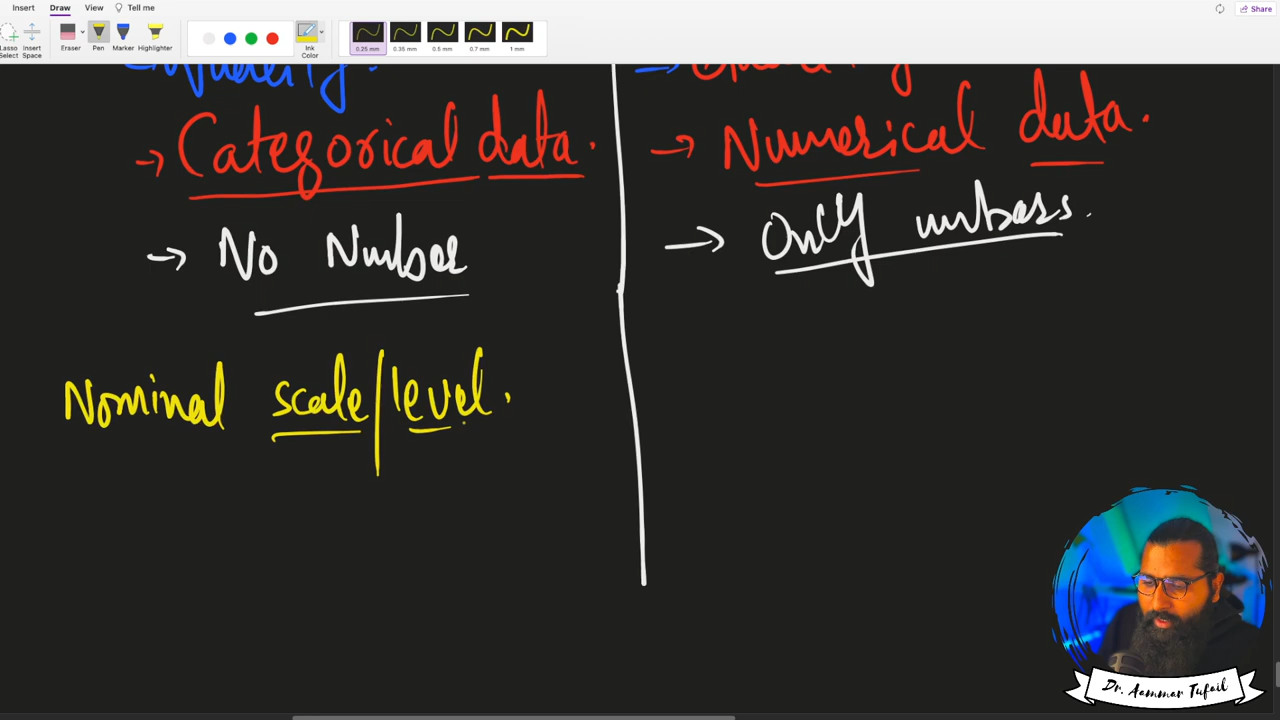 Insert Draw View Tell me
Share
Lasso Select
Insert Space
Eraser
Pen
Marker
Highlighter
Ink Color
0.25 mm
0.35 mm
0.5 mm
0.7 mm
1 mm
→ Categorical data.
→ No Number
Nominal scale/level.
→ Numerical data.
→ Only numbers.
Dr. Aammar Tufail